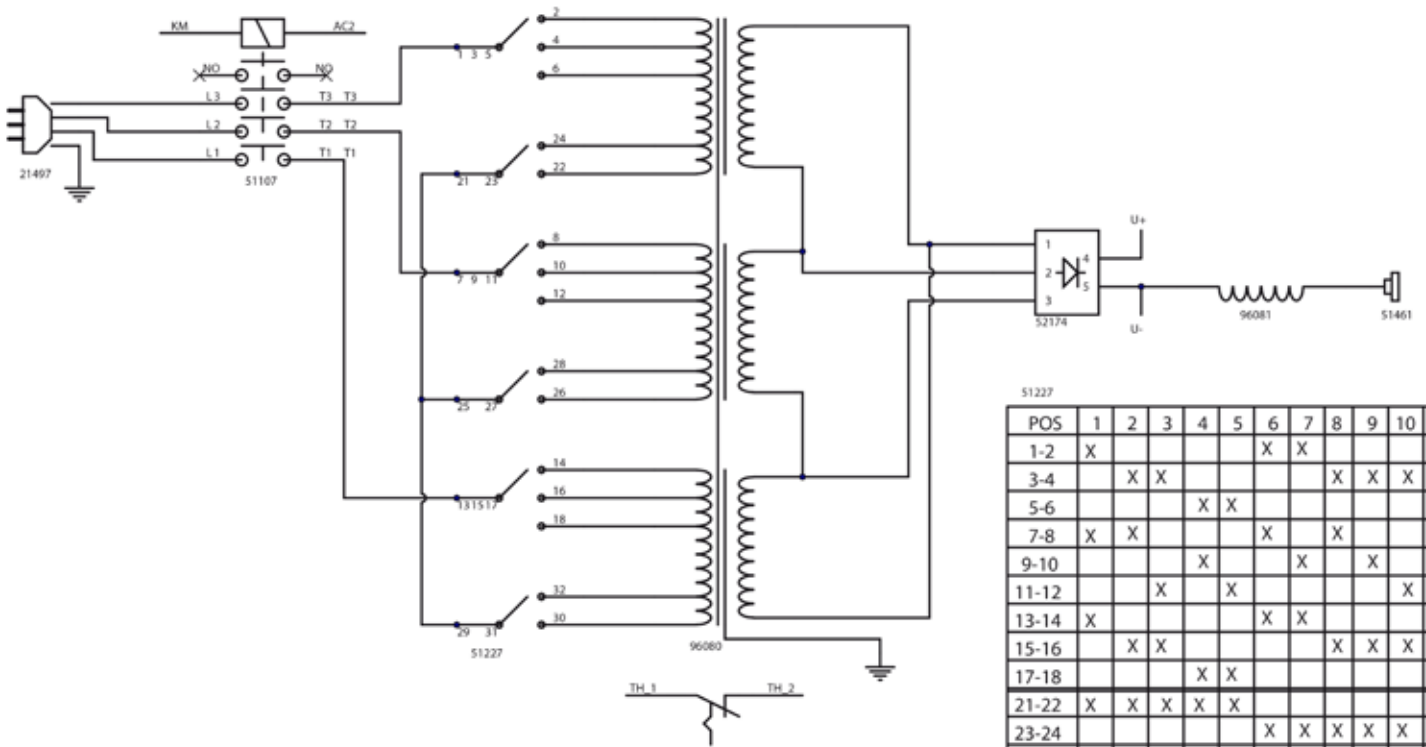 KM AC2
NO NO
L3 T3 T3
L2 T2 T2
L1 T1 T1
21497
51107
2
1 3 5 4
6
24
22
21 23
8
10
7 9 11
12
28
26
25 27
14
16
13 15 17
18
32
30
29 31
51227
96080
TH_1 TH_2
U+
1
4
2
5
3
52174
U-
96081
51461
51227
POS 1 2 3 4 5 6 7 8 9 10
1-2 X X X
3-4 X X X X X
5-6 X X
7-8 X X X X
9-10 X X X
11-12 X X X
13-14 X X X
15-16 X X X X X
17-18 X X
21-22 X X X X X
23-24 X X X X X